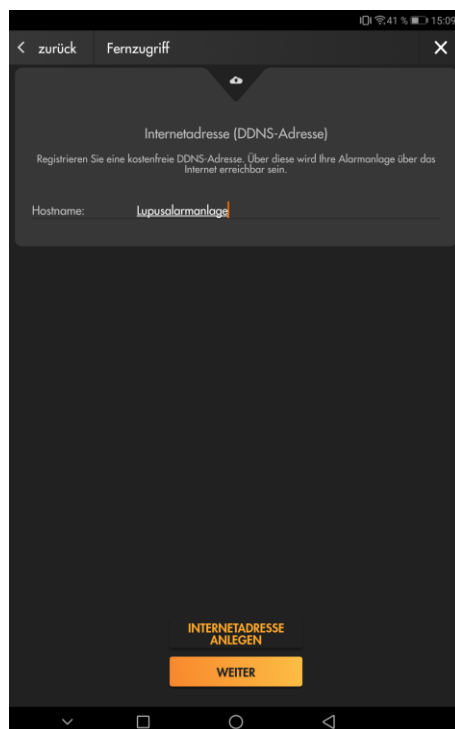 41 % 15:09
zurück Fernzugriff
Internetadresse (DDNS-Adresse)
Registrieren Sie eine kostenfreie DDNS-Adresse. Über diese wird Ihre Alarmanlage über das
Internet erreichbar sein.
Hostname: Lupusalarmanlage
INTERNETADRESSE
ANLEGEN
WEITER